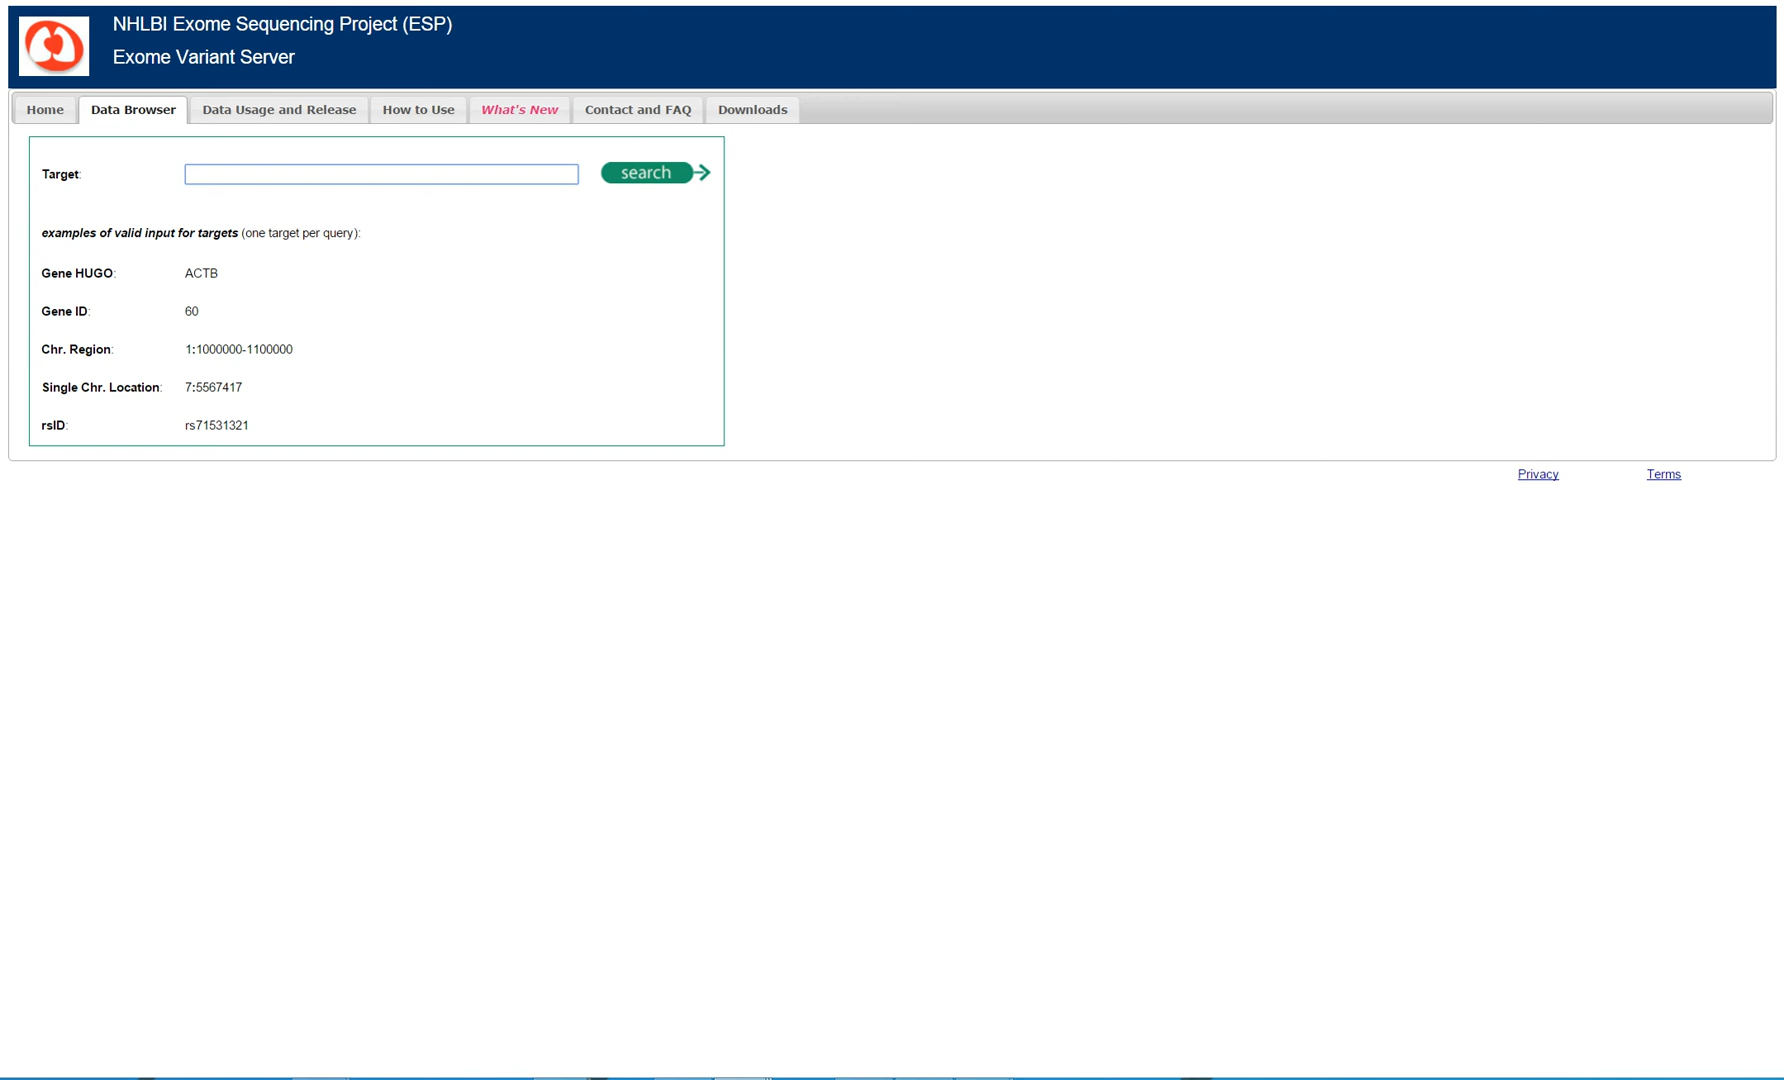 NHLBI Exome Sequencing Project (ESP)
Exome Variant Server
Home Data Browser Data Usage and Release How to Use What's New Contact and FAQ Downloads
Target: search
examples of valid input for targets (one target per query):
Gene HUGO: ACTB
Gene ID: 60
Chr. Region: 1:1000000-1100000
Single Chr. Location: 7:5567417
rsID: rs71531321
Privacy Terms